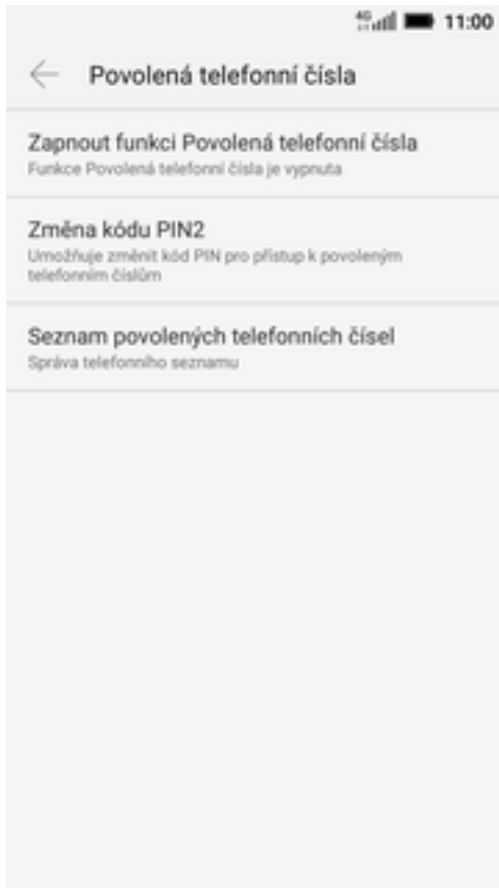 4G 11:00
Povolená telefonní čísla
Zapnout funkci Povolená telefonní čísla
Funkce Povolená telefonní čísla je vypnuta
Změna kódu PIN2
Umožňuje změnit kód PIN pro přístup k povoleným
telefonním číslům
Seznam povolených telefonních čísel
Správa telefonního seznamu